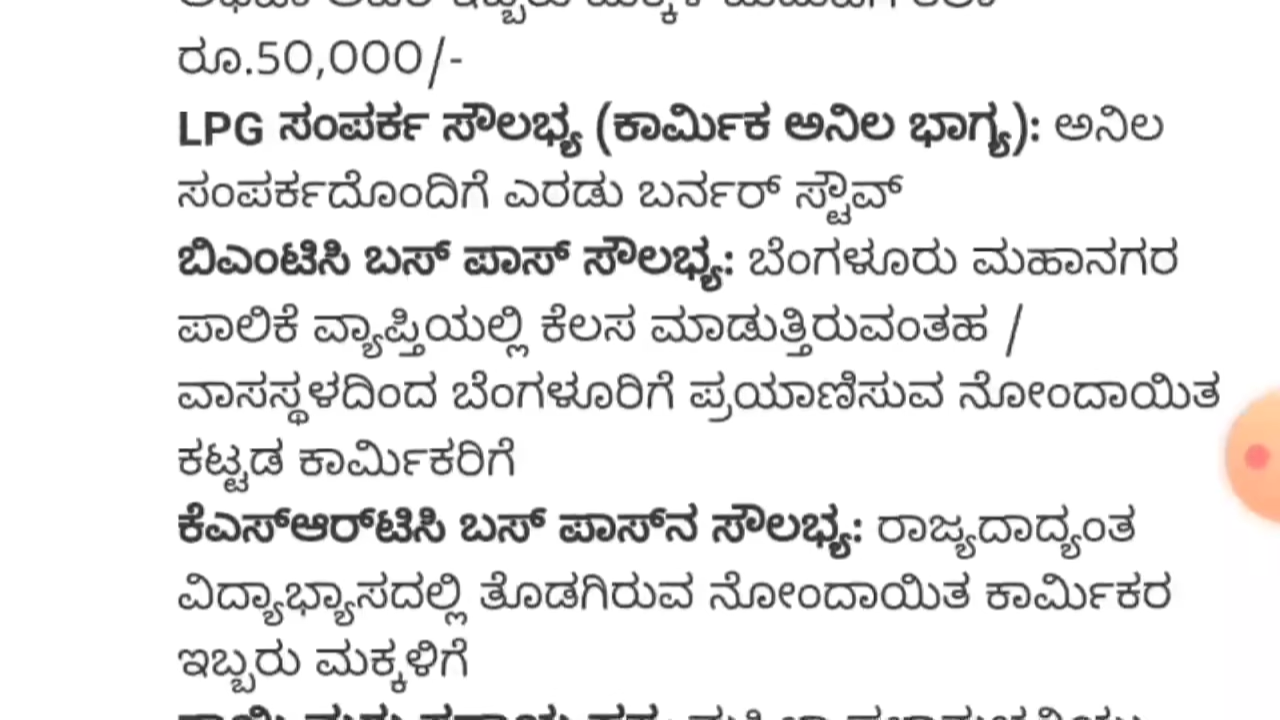 ರೂ.50,000/-
LPG ಸಂಪರ್ಕ ಸೌಲಭ್ಯ (ಕಾರ್ಮಿಕ ಅನಿಲ ಭಾಗ್ಯ): ಅನಿಲ
ಸಂಪರ್ಕದೊಂದಿಗೆ ಎರಡು ಬರ್ನರ್ ಸ್ಟೌವ್
ಬಿಎಂಟಿಸಿ ಬಸ್ ಪಾಸ್ ಸೌಲಭ್ಯ: ಬೆಂಗಳೂರು ಮಹಾನಗರ
ಪಾಲಿಕೆ ವ್ಯಾಪ್ತಿಯಲ್ಲಿ ಕೆಲಸ ಮಾಡುತ್ತಿರುವಂತಹ /
ವಾಸಸ್ಥಳದಿಂದ ಬೆಂಗಳೂರಿಗೆ ಪ್ರಯಾಣಿಸುವ ನೋಂದಾಯಿತ
ಕಟ್ಟಡ ಕಾರ್ಮಿಕರಿಗೆ
ಕೆಎಸ್ಆರ್‌ಟಿಸಿ ಬಸ್ ಪಾಸ್‌ನ ಸೌಲಭ್ಯ: ರಾಜ್ಯದಾದ್ಯಂತ
ವಿದ್ಯಾಭ್ಯಾಸದಲ್ಲಿ ತೊಡಗಿರುವ ನೋಂದಾಯಿತ ಕಾರ್ಮಿಕರ
ಇಬ್ಬರು ಮಕ್ಕಳಿಗೆ